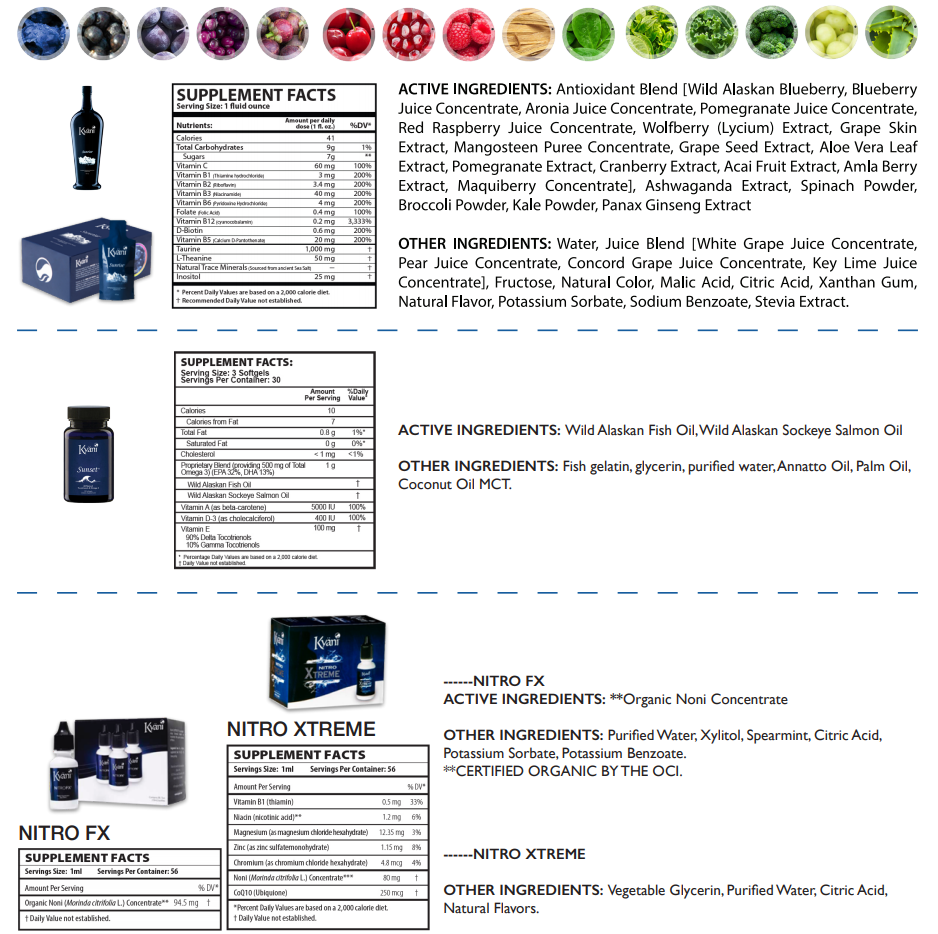 Kyäni
Sunrise
Kyäni
Sunrise
SUPPLEMENT FACTS
Serving Size: 1 fluid ounce
Nutrients: Amount per daily dose (1 fl. oz.) %DV*
Calories 41
Total Carbohydrates 9g 1%
Sugars 7g **
Vitamin C 60 mg 100%
Vitamin B1 (Thiamine hydrochloride) 3 mg 200%
Vitamin B2 (Riboflavin) 3.4 mg 200%
Vitamin B3 (Niacinamide) 40 mg 200%
Vitamin B6 (Pyridoxine Hydrochloride) 4 mg 200%
Folate (Folic Acid) 0.4 mg 100%
Vitamin B12 (cyanocobalamin) 0.2 mg 3,333%
D-Biotin 0.6 mg 200%
Vitamin B5 (Calcium D-Pantothenate) 20 mg 200%
Taurine 1,000 mg †
L-Theanine 50 mg †
Natural Trace Minerals (Sourced from ancient Sea Salt) – †
Inositol 25 mg †
* Percent Daily Values are based on a 2,000 calorie diet.
† Recommended Daily Value not established.
ACTIVE INGREDIENTS: Antioxidant Blend [Wild Alaskan Blueberry, Blueberry
Juice Concentrate, Aronia Juice Concentrate, Pomegranate Juice Concentrate,
Red Raspberry Juice Concentrate, Wolfberry (Lycium) Extract, Grape Skin
Extract, Mangosteen Puree Concentrate, Grape Seed Extract, Aloe Vera Leaf
Extract, Pomegranate Extract, Cranberry Extract, Acai Fruit Extract, Amla Berry
Extract, Maquiberry Concentrate], Ashwaganda Extract, Spinach Powder,
Broccoli Powder, Kale Powder, Panax Ginseng Extract
OTHER INGREDIENTS: Water, Juice Blend [White Grape Juice Concentrate,
Pear Juice Concentrate, Concord Grape Juice Concentrate, Key Lime Juice
Concentrate], Fructose, Natural Color, Malic Acid, Citric Acid, Xanthan Gum,
Natural Flavor, Potassium Sorbate, Sodium Benzoate, Stevia Extract.
Kyäni
Sunset
SUPPLEMENT FACTS:
Serving Size: 3 Softgels
Servings Per Container: 30
Amount Per Serving %Daily Value*
Calories 10
Calories from Fat 7
Total Fat 0.8 g 1%*
Saturated Fat 0 g 0%*
Cholesterol < 1 mg <1%
Proprietary Blend (providing 500 mg of Total 1 g
Omega 3) (EPA 32%, DHA 13%)
Wild Alaskan Fish Oil †
Wild Alaskan Sockeye Salmon Oil †
Vitamin A (as beta-carotene) 5000 IU 100%
Vitamin D-3 (as cholecalciferol) 400 IU 100%
Vitamin E 100 mg †
90% Delta Tocotrienols
10% Gamma Tocotrienols
* Percentage Daily Values are based on a 2,000 calorie diet.
† Daily Value not established.
ACTIVE INGREDIENTS: Wild Alaskan Fish Oil, Wild Alaskan Sockeye Salmon Oil
OTHER INGREDIENTS: Fish gelatin, glycerin, purified water, Annatto Oil, Palm Oil,
Coconut Oil MCT.
Kyäni
Kyäni
NITRO FX
SUPPLEMENT FACTS
Servings Size: 1ml Servings Per Container: 56
Amount Per Serving % DV*
Organic Noni (Morinda citrifolia L.) Concentrate** 94.5 mg †
† Daily Value not established.
Kyäni
NITRO
XTREME
NITRO XTREME
SUPPLEMENT FACTS
Servings Size: 1ml Servings Per Container: 56
Amount Per Serving % DV*
Vitamin B1 (thiamin) 0.5 mg 33%
Niacin (nicotinic acid)** 1.2 mg 6%
Magnesium (as magnesium chloride hexahydrate) 12.35 mg 3%
Zinc (as zinc sulfatemonohydrate) 1.15 mg 8%
Chromium (as chromium chloride hexahydrate) 4.8 mcg 4%
Noni (Morinda citrifolia L.) Concentrate*** 80 mg †
CoQ10 (Ubiquione) 250 mcg †
*Percent Daily Values are based on a 2,000 calorie diet.
† Daily Value not established.
------NITRO FX
ACTIVE INGREDIENTS: **Organic Noni Concentrate
OTHER INGREDIENTS: Purified Water, Xylitol, Spearmint, Citric Acid,
Potassium Sorbate, Potassium Benzoate.
**CERTIFIED ORGANIC BY THE OCI.
------NITRO XTREME
OTHER INGREDIENTS: Vegetable Glycerin, Purified Water, Citric Acid,
Natural Flavors.